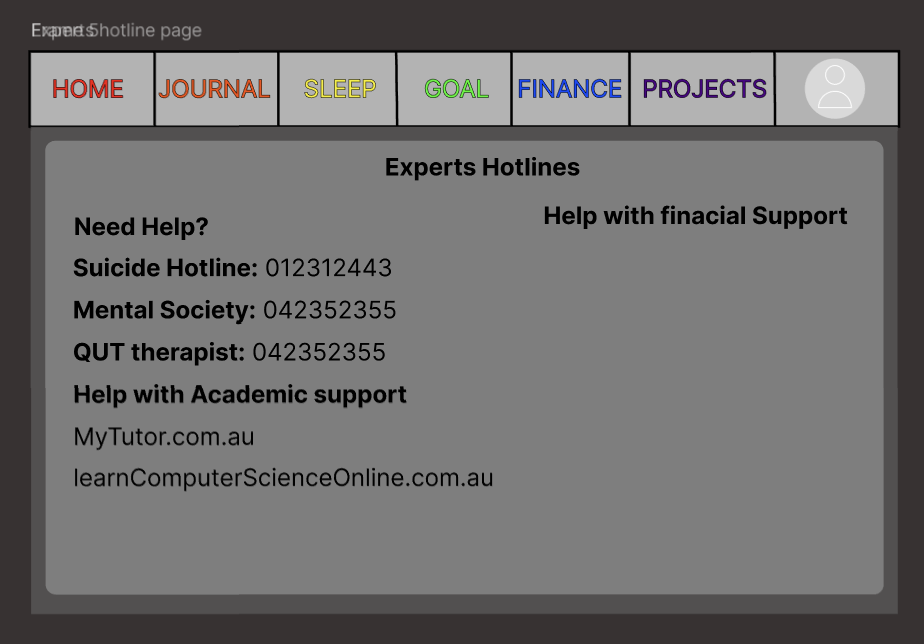 Experts hotline page
HOME JOURNAL SLEEP GOAL FINANCE PROJECTS
Experts Hotlines
Need Help?
Suicide Hotline: 012312443
Mental Society: 042352355
QUT therapist: 042352355
Help with Academic support
MyTutor.com.au
learnComputerScienceOnline.com.au
Help with finacial Support